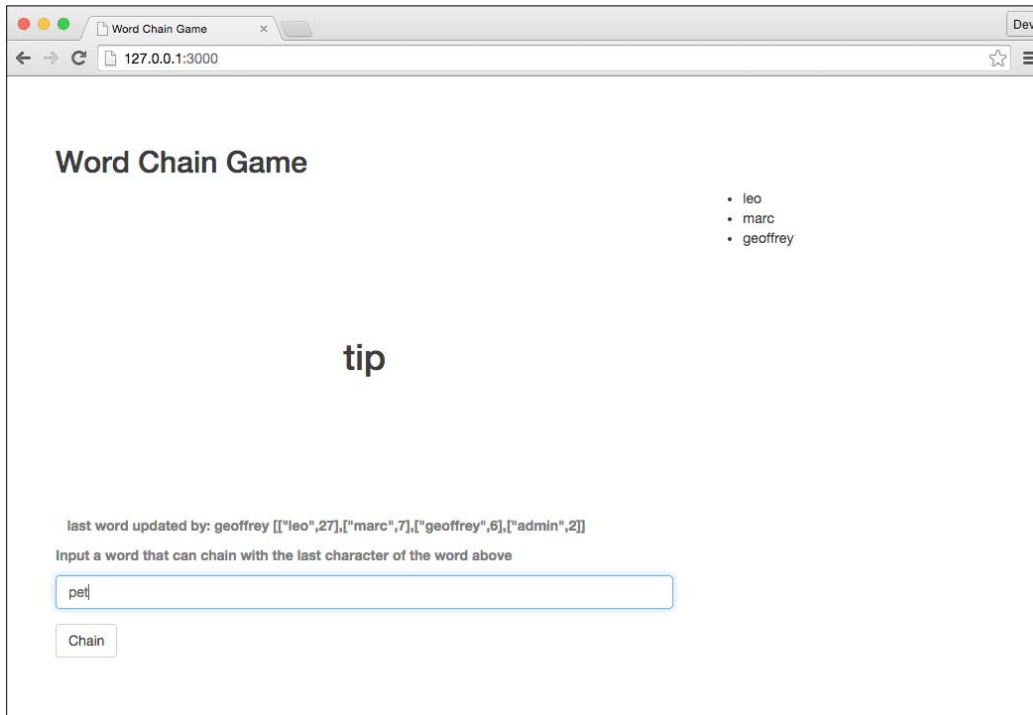 Word Chain Game
Dev
127.0.0.1:3000
Word Chain Game
leo
marc
geoffrey
tip
last word updated by: geoffrey [["leo",27],["marc",7],["geoffrey",6],["admin",2]]
Input a word that can chain with the last character of the word above
pet
Chain